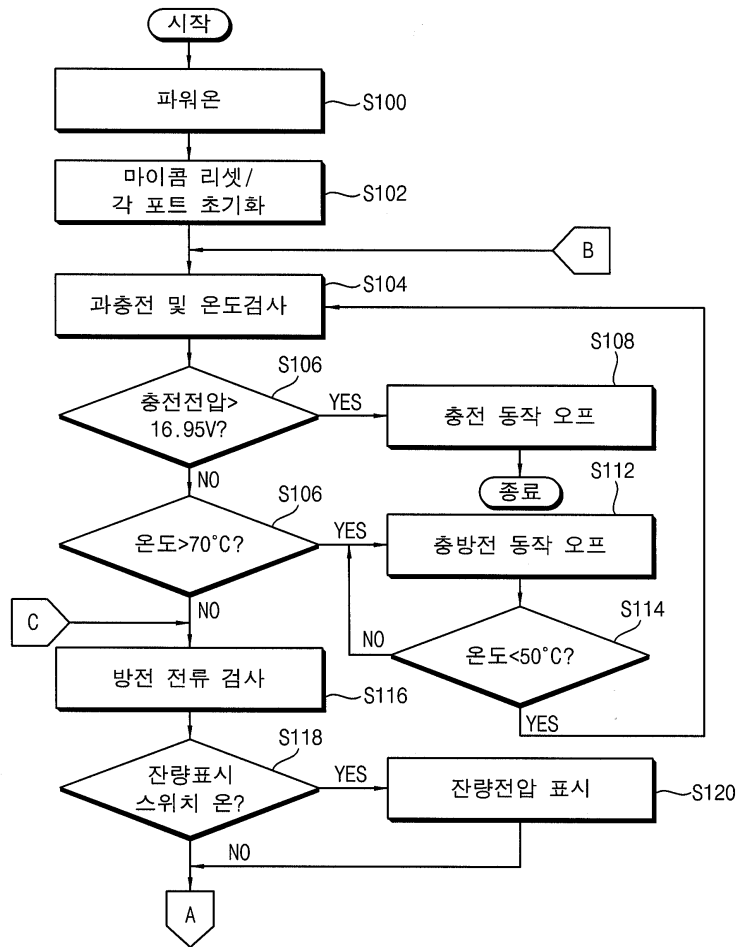 시작
파워온
S100
마이콤 리셋/
각 포트 초기화
S102
B
과충전 및 온도검사
S104
충전전압>
16.95V?
S106
YES
충전 동작 오프
S108
종료
NO
온도>70°C?
S106
YES
충방전 동작 오프
S112
NO
C
온도<50°C?
S114
NO
YES
방전 전류 검사
S116
잔량표시
스위치 온?
S118
YES
잔량전압 표시
S120
NO
A